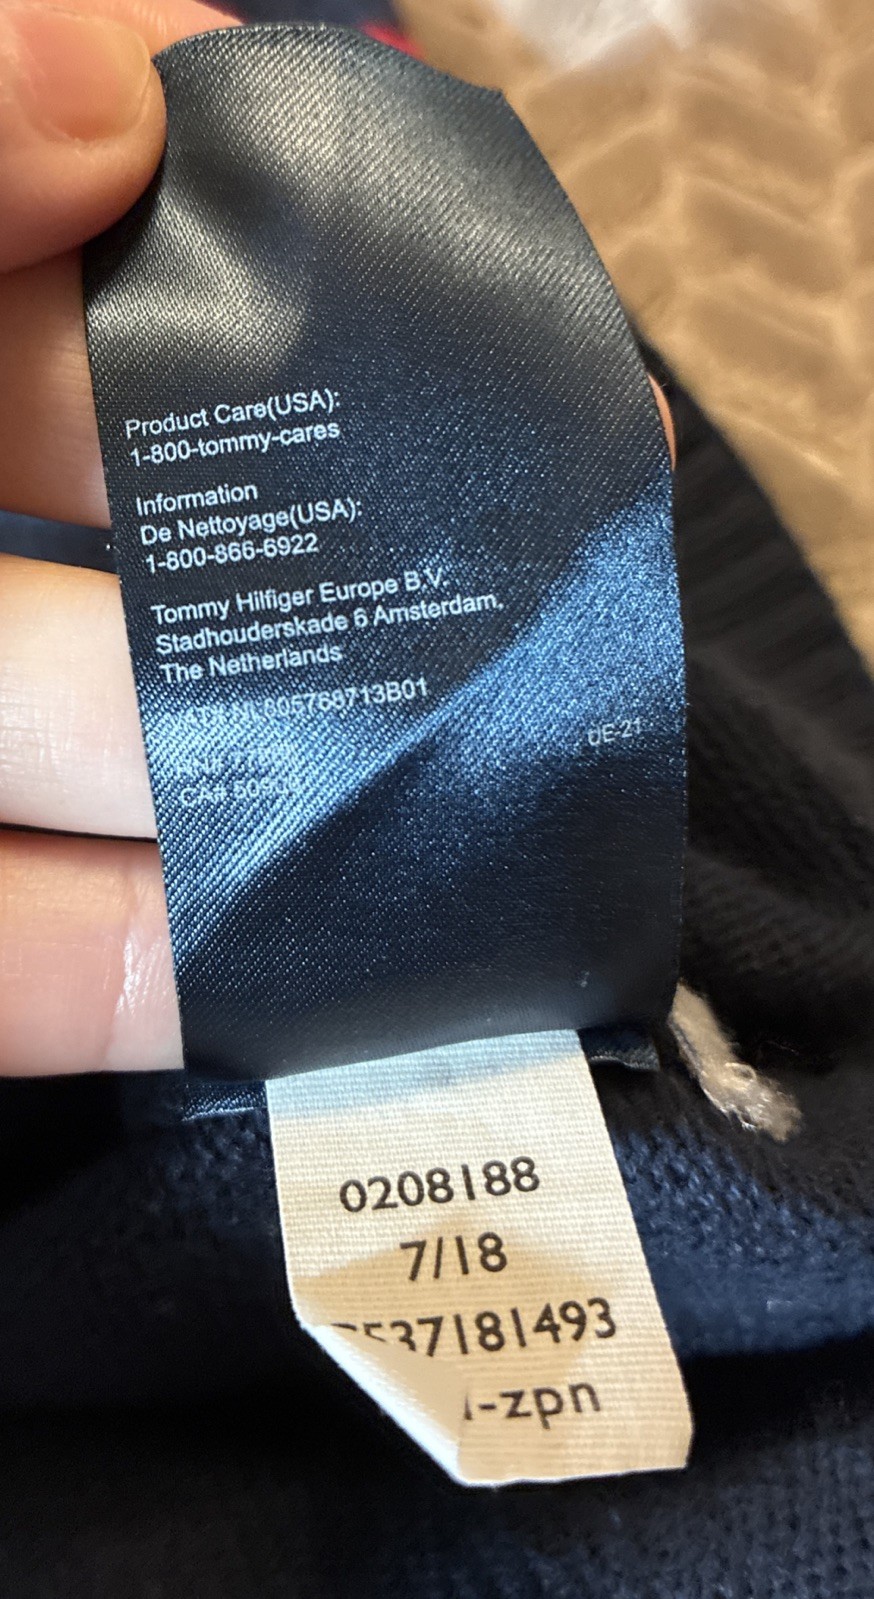 Product Care(USA):
1-800-tommy-cares
Information
De Nettoyage(USA):
1-800-866-6922
Tommy Hilfiger Europe B.V.
Stadhouderskade 6 Amsterdam,
The Netherlands
UE-21
CA#
0208188
7/18